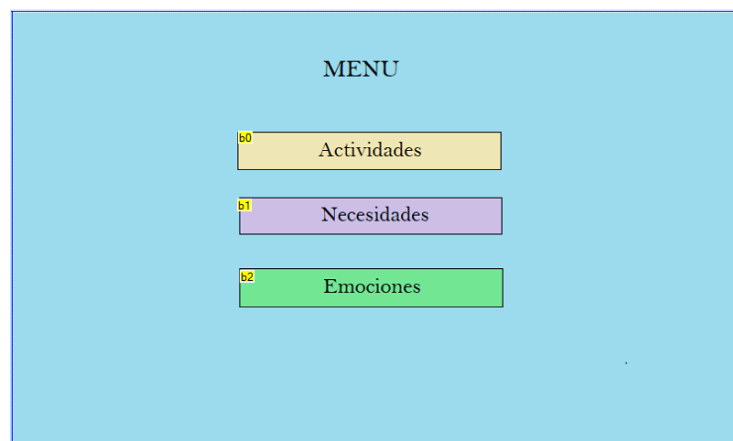 MENU
b0
Actividades
b1
Necesidades
b2
Emociones